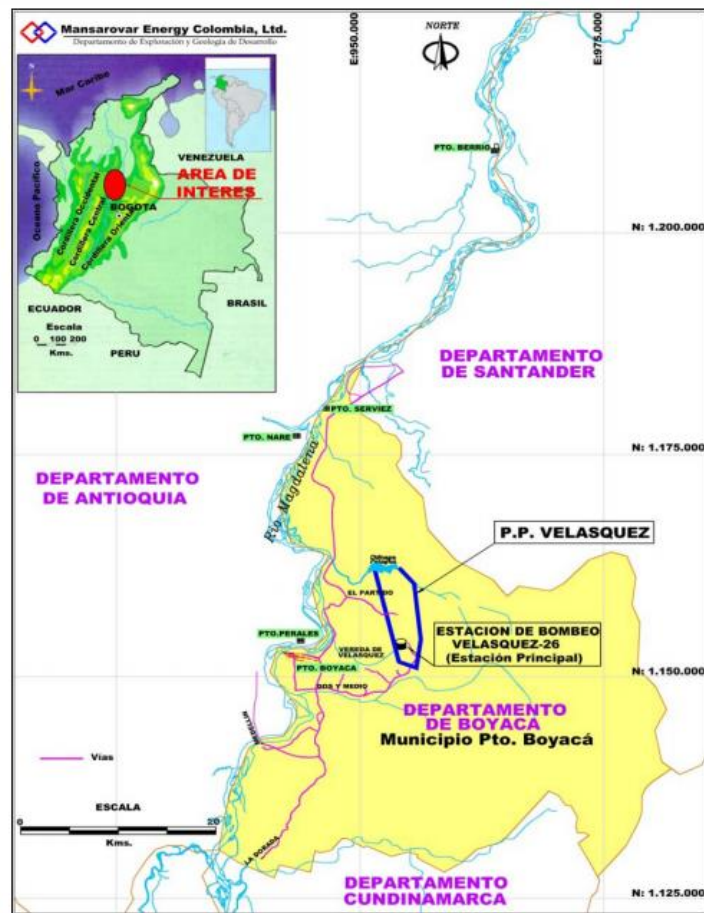 Mansarovar Energy Colombia, Ltd.
Departamento de Exploración y Geología de Desarrollo
N
Mar Caribe
VENEZUELA
AREA DE
INTERES
BOGOTA
Oceano Pacífico
Cordillera Occidental
Cordillera Central
Cordillera Oriental
ECUADOR
BRASIL
PERU
Escala
0 100 200
Kms.
E:950.000
NORTE
E:975.000
PTO. BERRIO
N: 1.200.000
DEPARTAMENTO
DE SANTANDER
PTO. SERVIEZ
PTO. NARE
N: 1.175.000
DEPARTAMENTO
DE ANTIOQUIA
Rio Magdalena
P.P. VELASQUEZ
EL PARTIDO
ESTACION DE BOMBEO
VELASQUEZ-26
(Estación Principal)
PTO.PERALES
VEREDA DE
VELASQUEZ
PTO. BOYACA
N: 1.150.000
DOS Y MEDIO
DEPARTAMENTO
DE BOYACA
Municipio Pto. Boyacá
MEDELLIN
Vías
ESCALA
0 20
Kms.
LA DORADA
DEPARTAMENTO
CUNDINAMARCA
N: 1.125.000